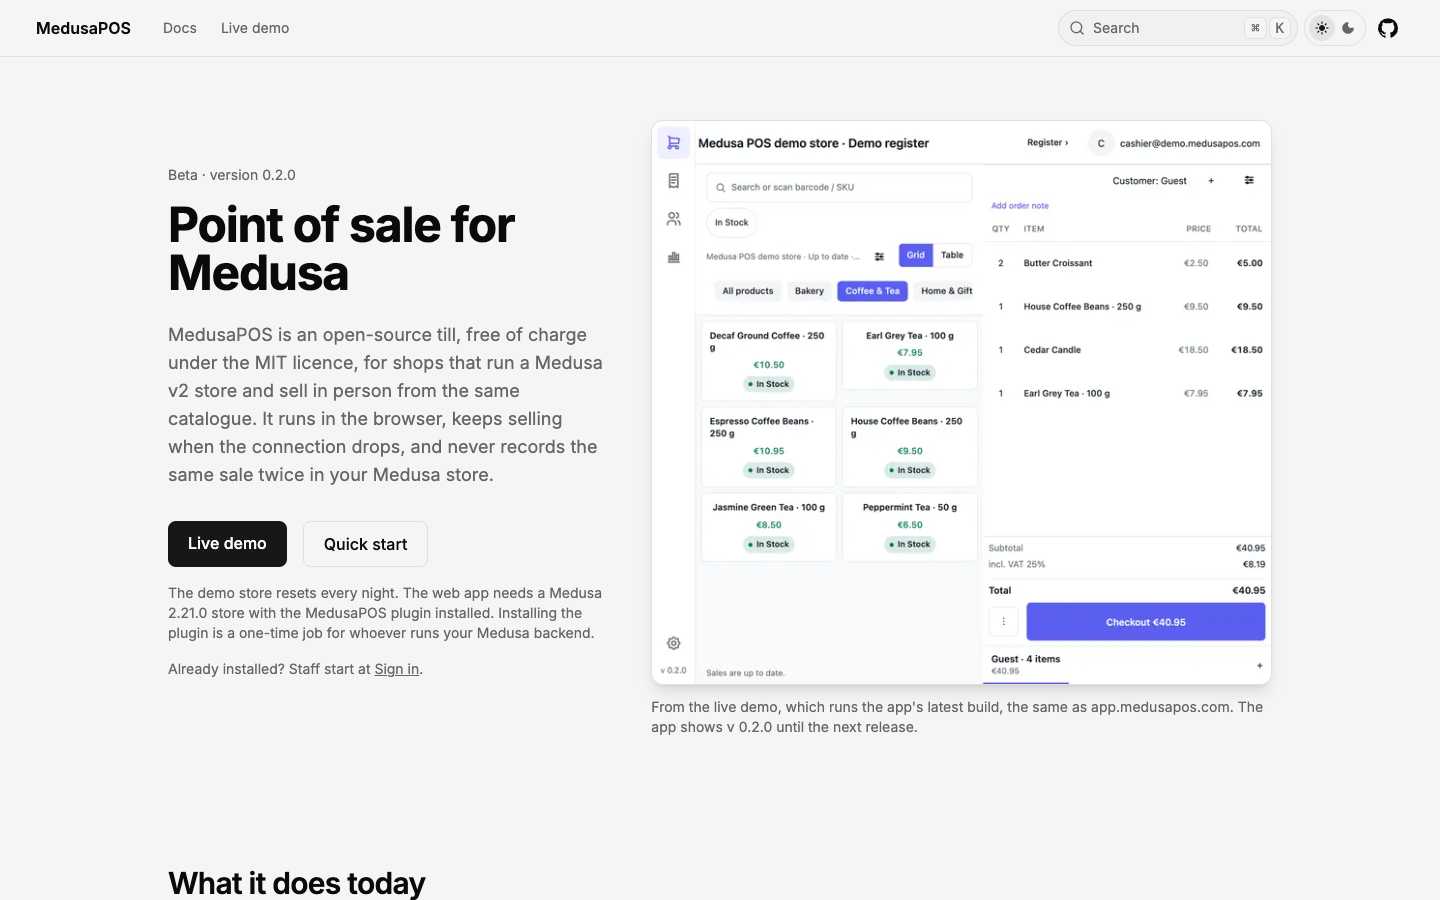 MedusaPOS
Docs
Live demo
Search
⌘ K
Beta · version 0.2.0
Point of sale for
Medusa
MedusaPOS is an open-source till, free of charge
under the MIT licence, for shops that run a Medusa
v2 store and sell in person from the same
catalogue. It runs in the browser, keeps selling
when the connection drops, and never records the
same sale twice in your Medusa store.
Live demo
Quick start
The demo store resets every night. The web app needs a Medusa
2.21.0 store with the MedusaPOS plugin installed. Installing the
plugin is a one-time job for whoever runs your Medusa backend.
Already installed? Staff start at Sign in.
Medusa POS demo store · Demo register
Register ›
C
cashier@demo.medusapos.com
Search or scan barcode / SKU
In Stock
Medusa POS demo store · Up to date ·...
Grid
Table
All products
Bakery
Coffee & Tea
Home & Gift
Decaf Ground Coffee · 250
g
€10.50
In Stock
Earl Grey Tea · 100 g
€7.95
In Stock
Espresso Coffee Beans ·
250 g
€10.95
In Stock
House Coffee Beans · 250
g
€9.50
In Stock
Jasmine Green Tea · 100 g
€8.50
In Stock
Peppermint Tea · 50 g
€6.50
In Stock
v 0.2.0
Sales are up to date.
Customer: Guest
+
Add order note
QTY ITEM PRICE TOTAL
2 Butter Croissant €2.50 €5.00
1 House Coffee Beans · 250 g €9.50 €9.50
1 Cedar Candle €18.50 €18.50
1 Earl Grey Tea · 100 g €7.95 €7.95
Subtotal €40.95
incl. VAT 25% €8.19
Total €40.95
Checkout €40.95
Guest · 4 items
€40.95
+
From the live demo, which runs the app's latest build, the same as app.medusapos.com. The
app shows v 0.2.0 until the next release.
What it does today